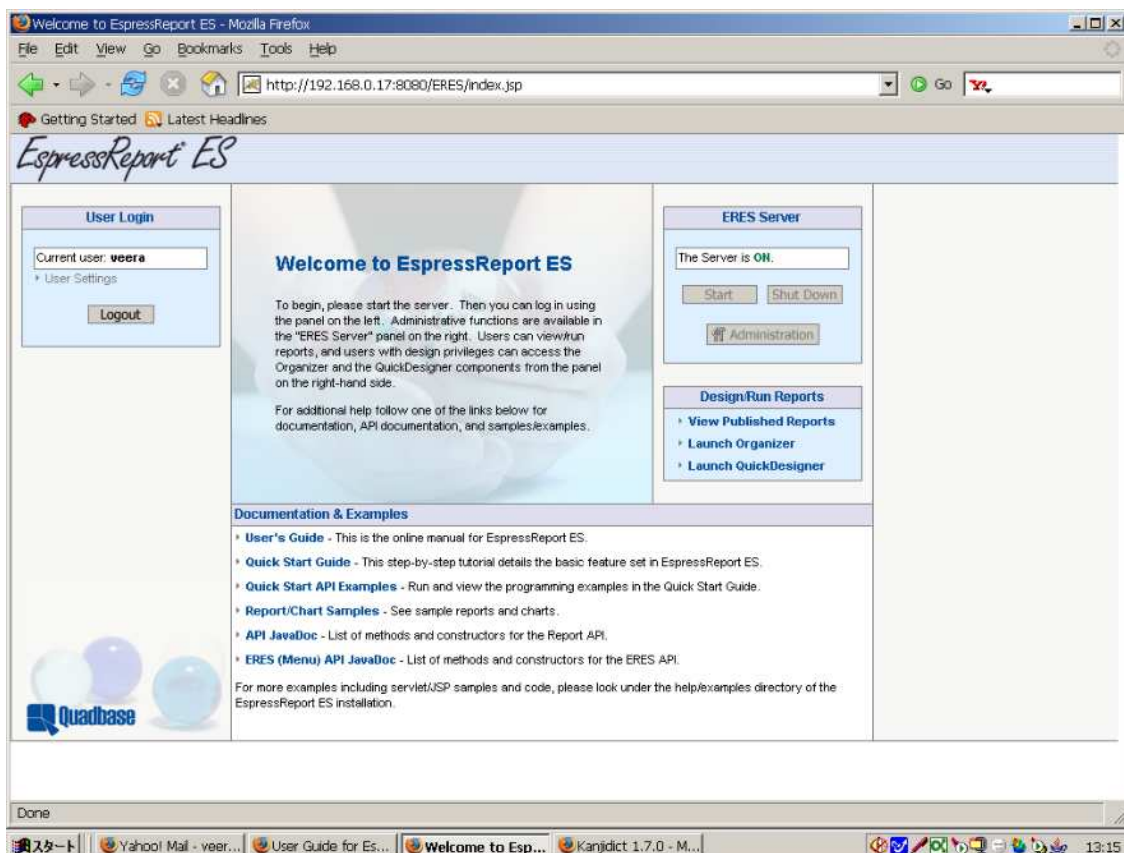 Welcome to EspressReport ES - Mozilla Firefox
File Edit View Go Bookmarks Tools Help
http://192.168.0.17:8080/ERES/index.jsp
Go
Getting Started Latest Headlines
EspressReport ES
User Login
Current user: veera
User Settings
Logout
Welcome to EspressReport ES
To begin, please start the server. Then you can log in using
the panel on the left. Administrative functions are available in
the "ERES Server" panel on the right. Users can view/run
reports, and users with design privileges can access the
Organizer and the QuickDesigner components from the panel
on the right-hand side.
For additional help follow one of the links below for
documentation, API documentation, and samples/examples.
ERES Server
The Server is ON.
Start Shut Down
Administration
Design/Run Reports
View Published Reports
Launch Organizer
Launch QuickDesigner
Documentation & Examples
User's Guide - This is the online manual for EspressReport ES.
Quick Start Guide - This step-by-step tutorial details the basic feature set in EspressReport ES.
Quick Start API Examples - Run and view the programming examples in the Quick Start Guide.
Report/Chart Samples - See sample reports and charts.
API JavaDoc - List of methods and constructors for the Report API.
ERES (Menu) API JavaDoc - List of methods and constructors for the ERES API.
For more examples including servlet/JSP samples and code, please look under the help/examples directory of the
EspressReport ES installation.
Quadbase
Done
スタート Yahoo! Mail - veer... User Guide for Es... Welcome to Esp... Kanjidict 1.7.0 - M... 13:15